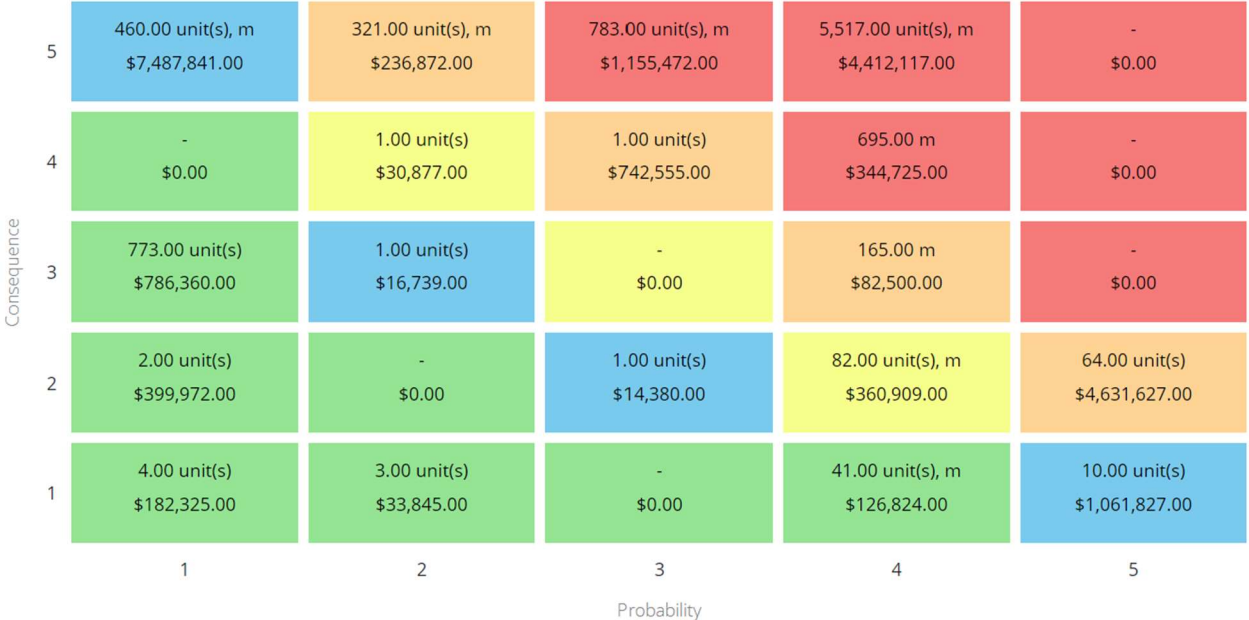 5
460.00 unit(s), m
$7,487,841.00
321.00 unit(s), m
$236,872.00
783.00 unit(s), m
$1,155,472.00
5,517.00 unit(s), m
$4,412,117.00
-
$0.00
4
-
$0.00
1.00 unit(s)
$30,877.00
1.00 unit(s)
$742,555.00
695.00 m
$344,725.00
-
$0.00
Consequence
3
773.00 unit(s)
$786,360.00
1.00 unit(s)
$16,739.00
-
$0.00
165.00 m
$82,500.00
-
$0.00
2
2.00 unit(s)
$399,972.00
-
$0.00
1.00 unit(s)
$14,380.00
82.00 unit(s), m
$360,909.00
64.00 unit(s)
$4,631,627.00
1
4.00 unit(s)
$182,325.00
3.00 unit(s)
$33,845.00
-
$0.00
41.00 unit(s), m
$126,824.00
10.00 unit(s)
$1,061,827.00
1 2 3 4 5
Probability